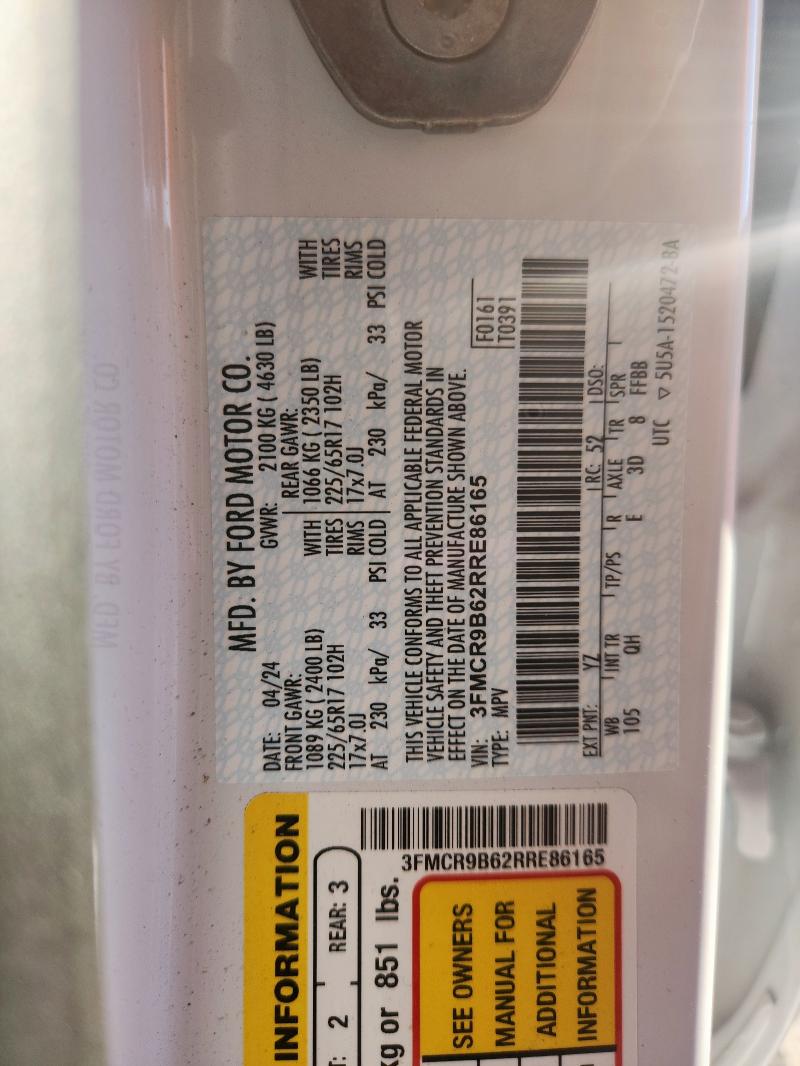 MFD. BY FORD MOTOR CO.
DATE: 04/24 GVWR: 2100 KG ( 4630 LB)
FRONT GAWR: REAR GAWR:
1089 KG ( 2400 LB) WITH 1066 KG ( 2350 LB) WITH
225/65R17 102H TIRES 225/65R17 102H TIRES
17x7.0J RIMS 17x7.0J RIMS
AT 230 kPa/ 33 PSI COLD AT 230 kPa/ 33 PSI COLD
THIS VEHICLE CONFORMS TO ALL APPLICABLE FEDERAL MOTOR
VEHICLE SAFETY AND THEFT PREVENTION STANDARDS IN
EFFECT ON THE DATE OF MANUFACTURE SHOWN ABOVE.
VIN: 3FMCR9B62RRE86165 F0161
TYPE: MPV T0391
EXT PNT: YZ RC: 52 DSO:
WB INT TR TP/PS R AXLE TR SPR
105 QH E 3D 8 FFBB
UTC ▽ 5U5A-1520472-BA
INFORMATION
T: 2 REAR: 3
kg or 851 lbs.
3FMCR9B62RRE86165
SEE OWNERS
MANUAL FOR
ADDITIONAL
INFORMATION